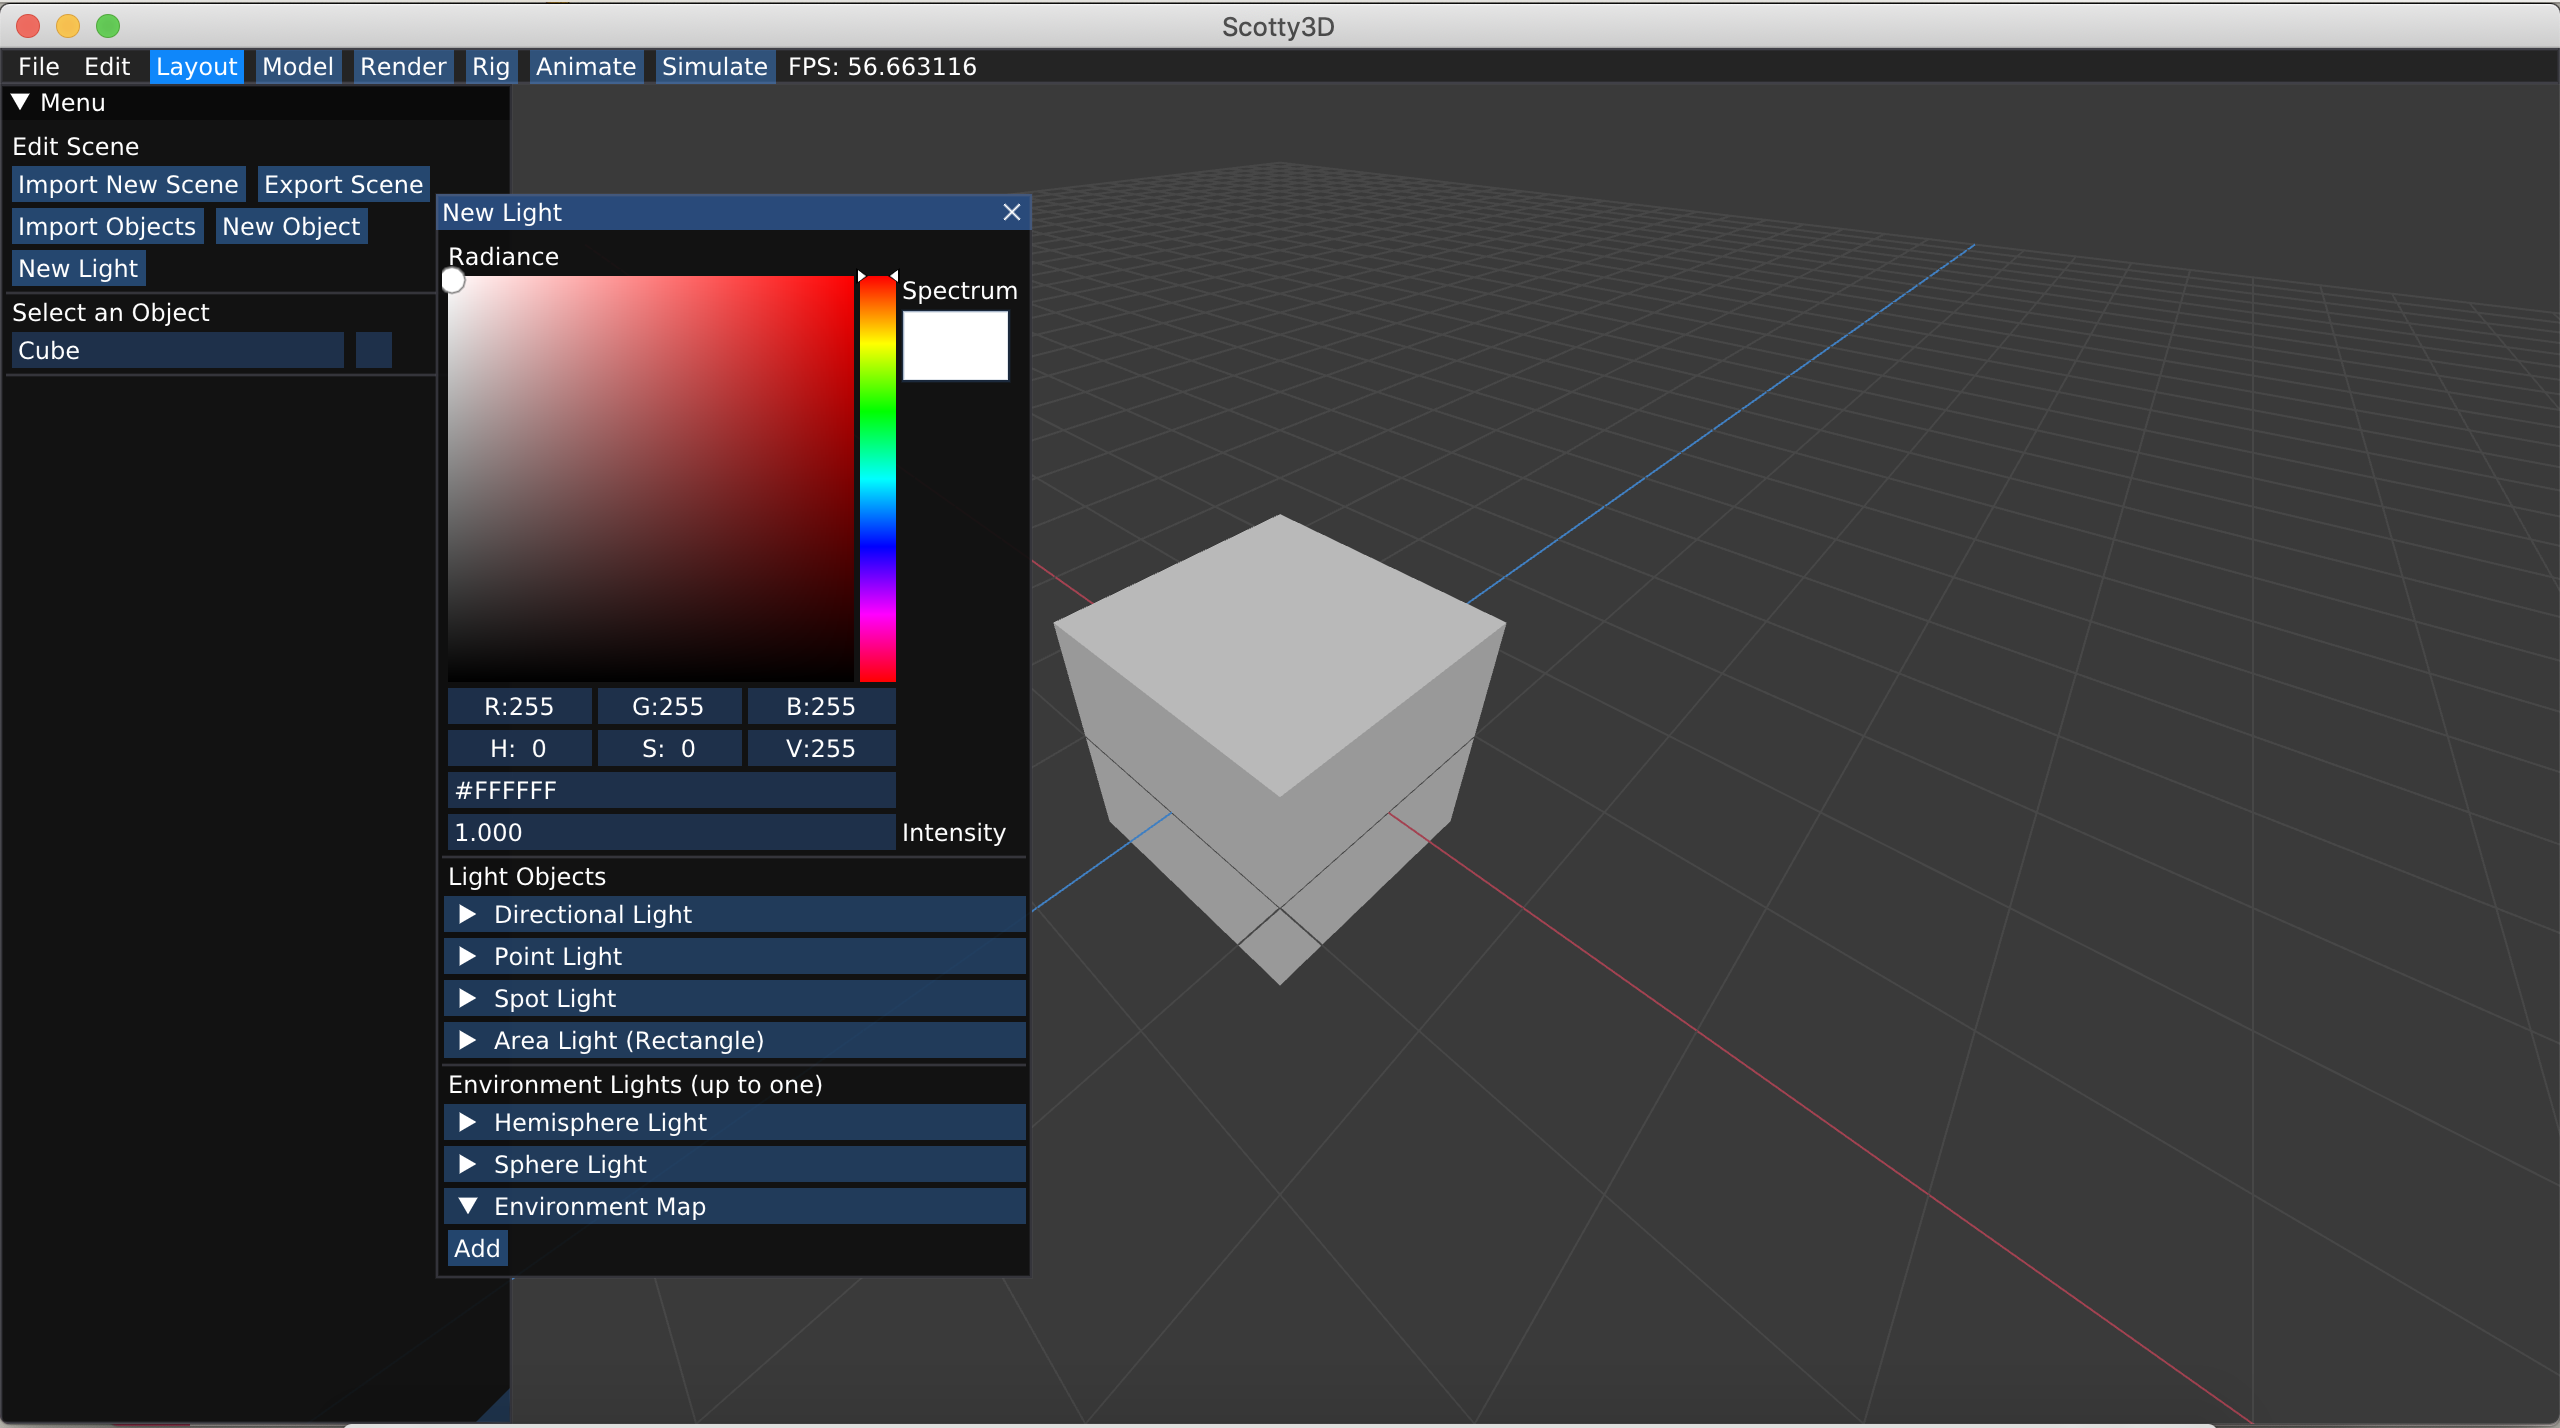 Scotty3D
File Edit Layout Model Render Rig Animate Simulate FPS: 56.663116
Menu
Edit Scene
Import New Scene Export Scene
Import Objects New Object
New Light
Select an Object
Cube
New Light
Radiance
Spectrum
R:255 G:255 B:255
H: 0 S: 0 V:255
#FFFFFF
1.000 Intensity
Light Objects
Directional Light
Point Light
Spot Light
Area Light (Rectangle)
Environment Lights (up to one)
Hemisphere Light
Sphere Light
Environment Map
Add